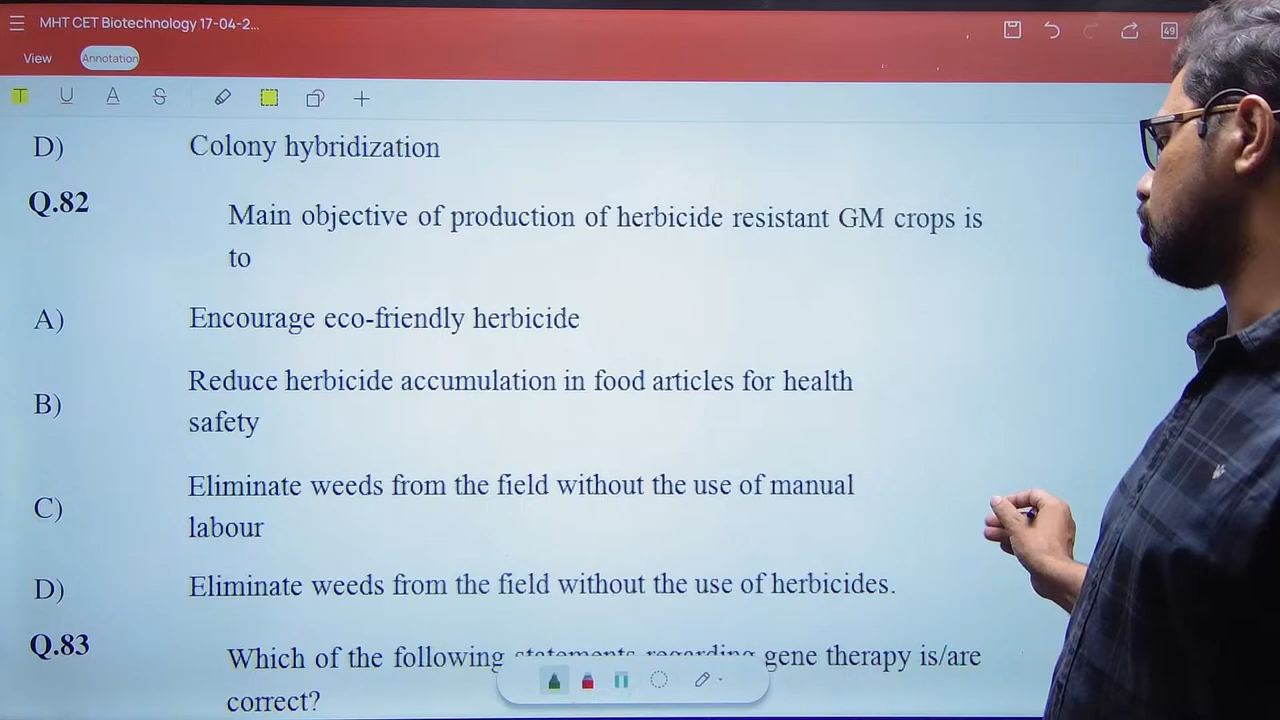 MHT CET Biotechnology 17-04-2...
49
View
Annotation
T U A S
D) Colony hybridization
Q.82 Main objective of production of herbicide resistant GM crops is
to
A) Encourage eco-friendly herbicide
B) Reduce herbicide accumulation in food articles for health
safety
C) Eliminate weeds from the field without the use of manual
labour
D) Eliminate weeds from the field without the use of herbicides.
Q.83 Which of the following statements regarding gene therapy is/are
correct?